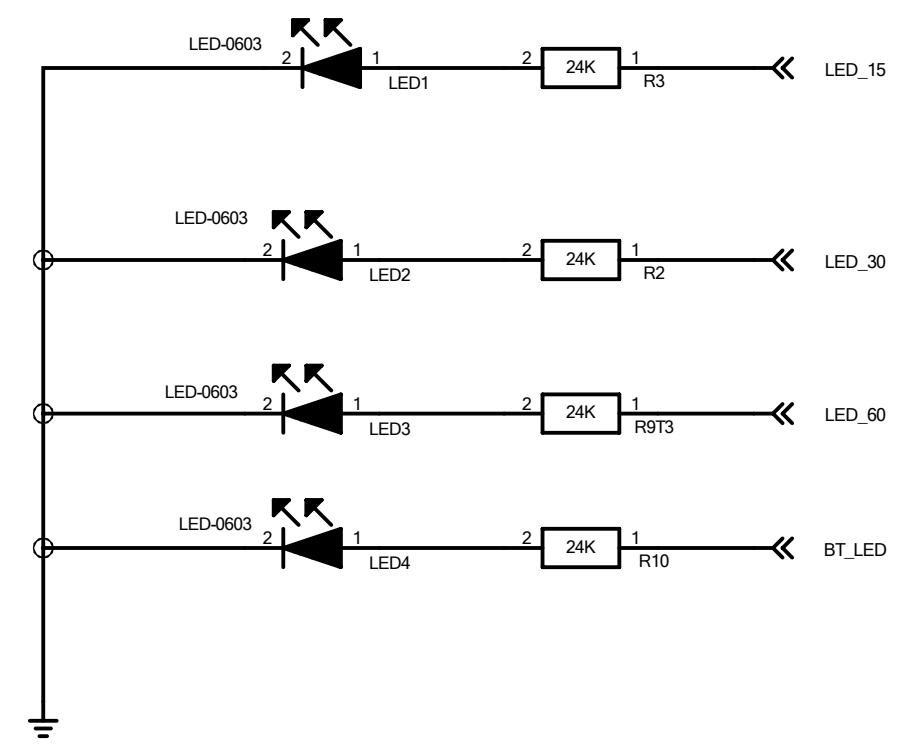 LED-0603
2
1
LED1
2
24K
1
R3
LED_15
LED-0603
2
1
LED2
2
24K
1
R2
LED_30
LED-0603
2
1
LED3
2
24K
1
R9T3
LED_60
LED-0603
2
1
LED4
2
24K
1
R10
BT_LED